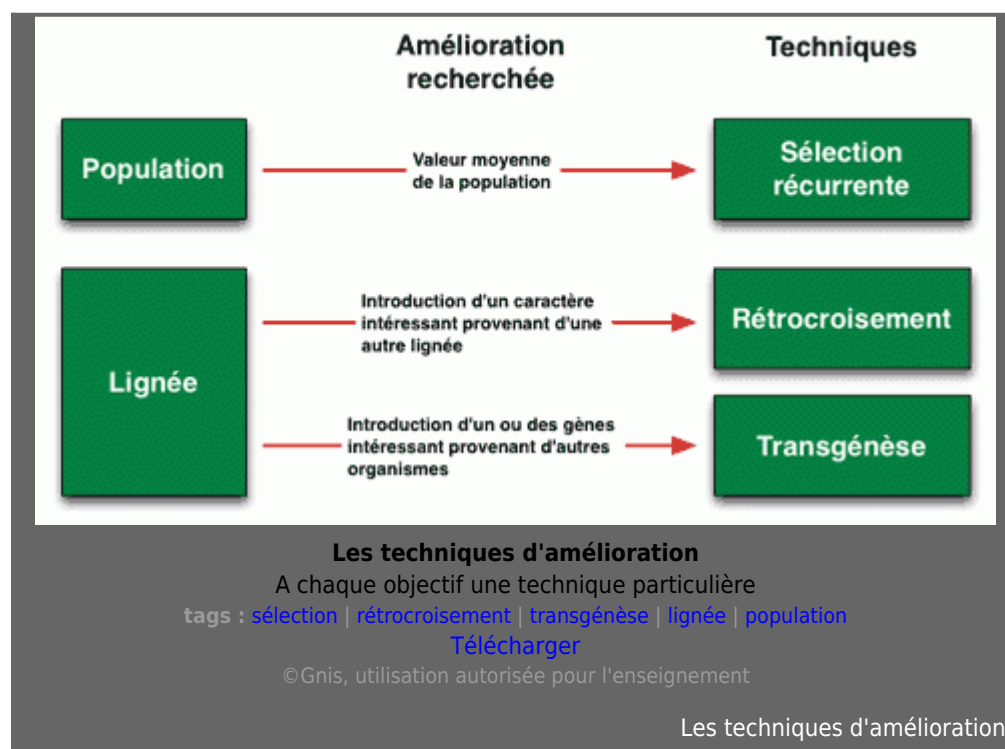 Amélioration
recherchée
Techniques
Population
Valeur moyenne
de la population
Sélection
récurrente
Lignée
Introduction d'un caractère
intéressant provenant d'une
autre lignée
Rétrocroisement
Introduction d'un ou des gènes
intéressant provenant d'autres
organismes
Transgénèse
Les techniques d'amélioration
A chaque objectif une technique particulière
tags : sélection | rétrocroisement | transgénèse | lignée | population
Télécharger
©Gnis, utilisation autorisée pour l'enseignement
Les techniques d'amélioration